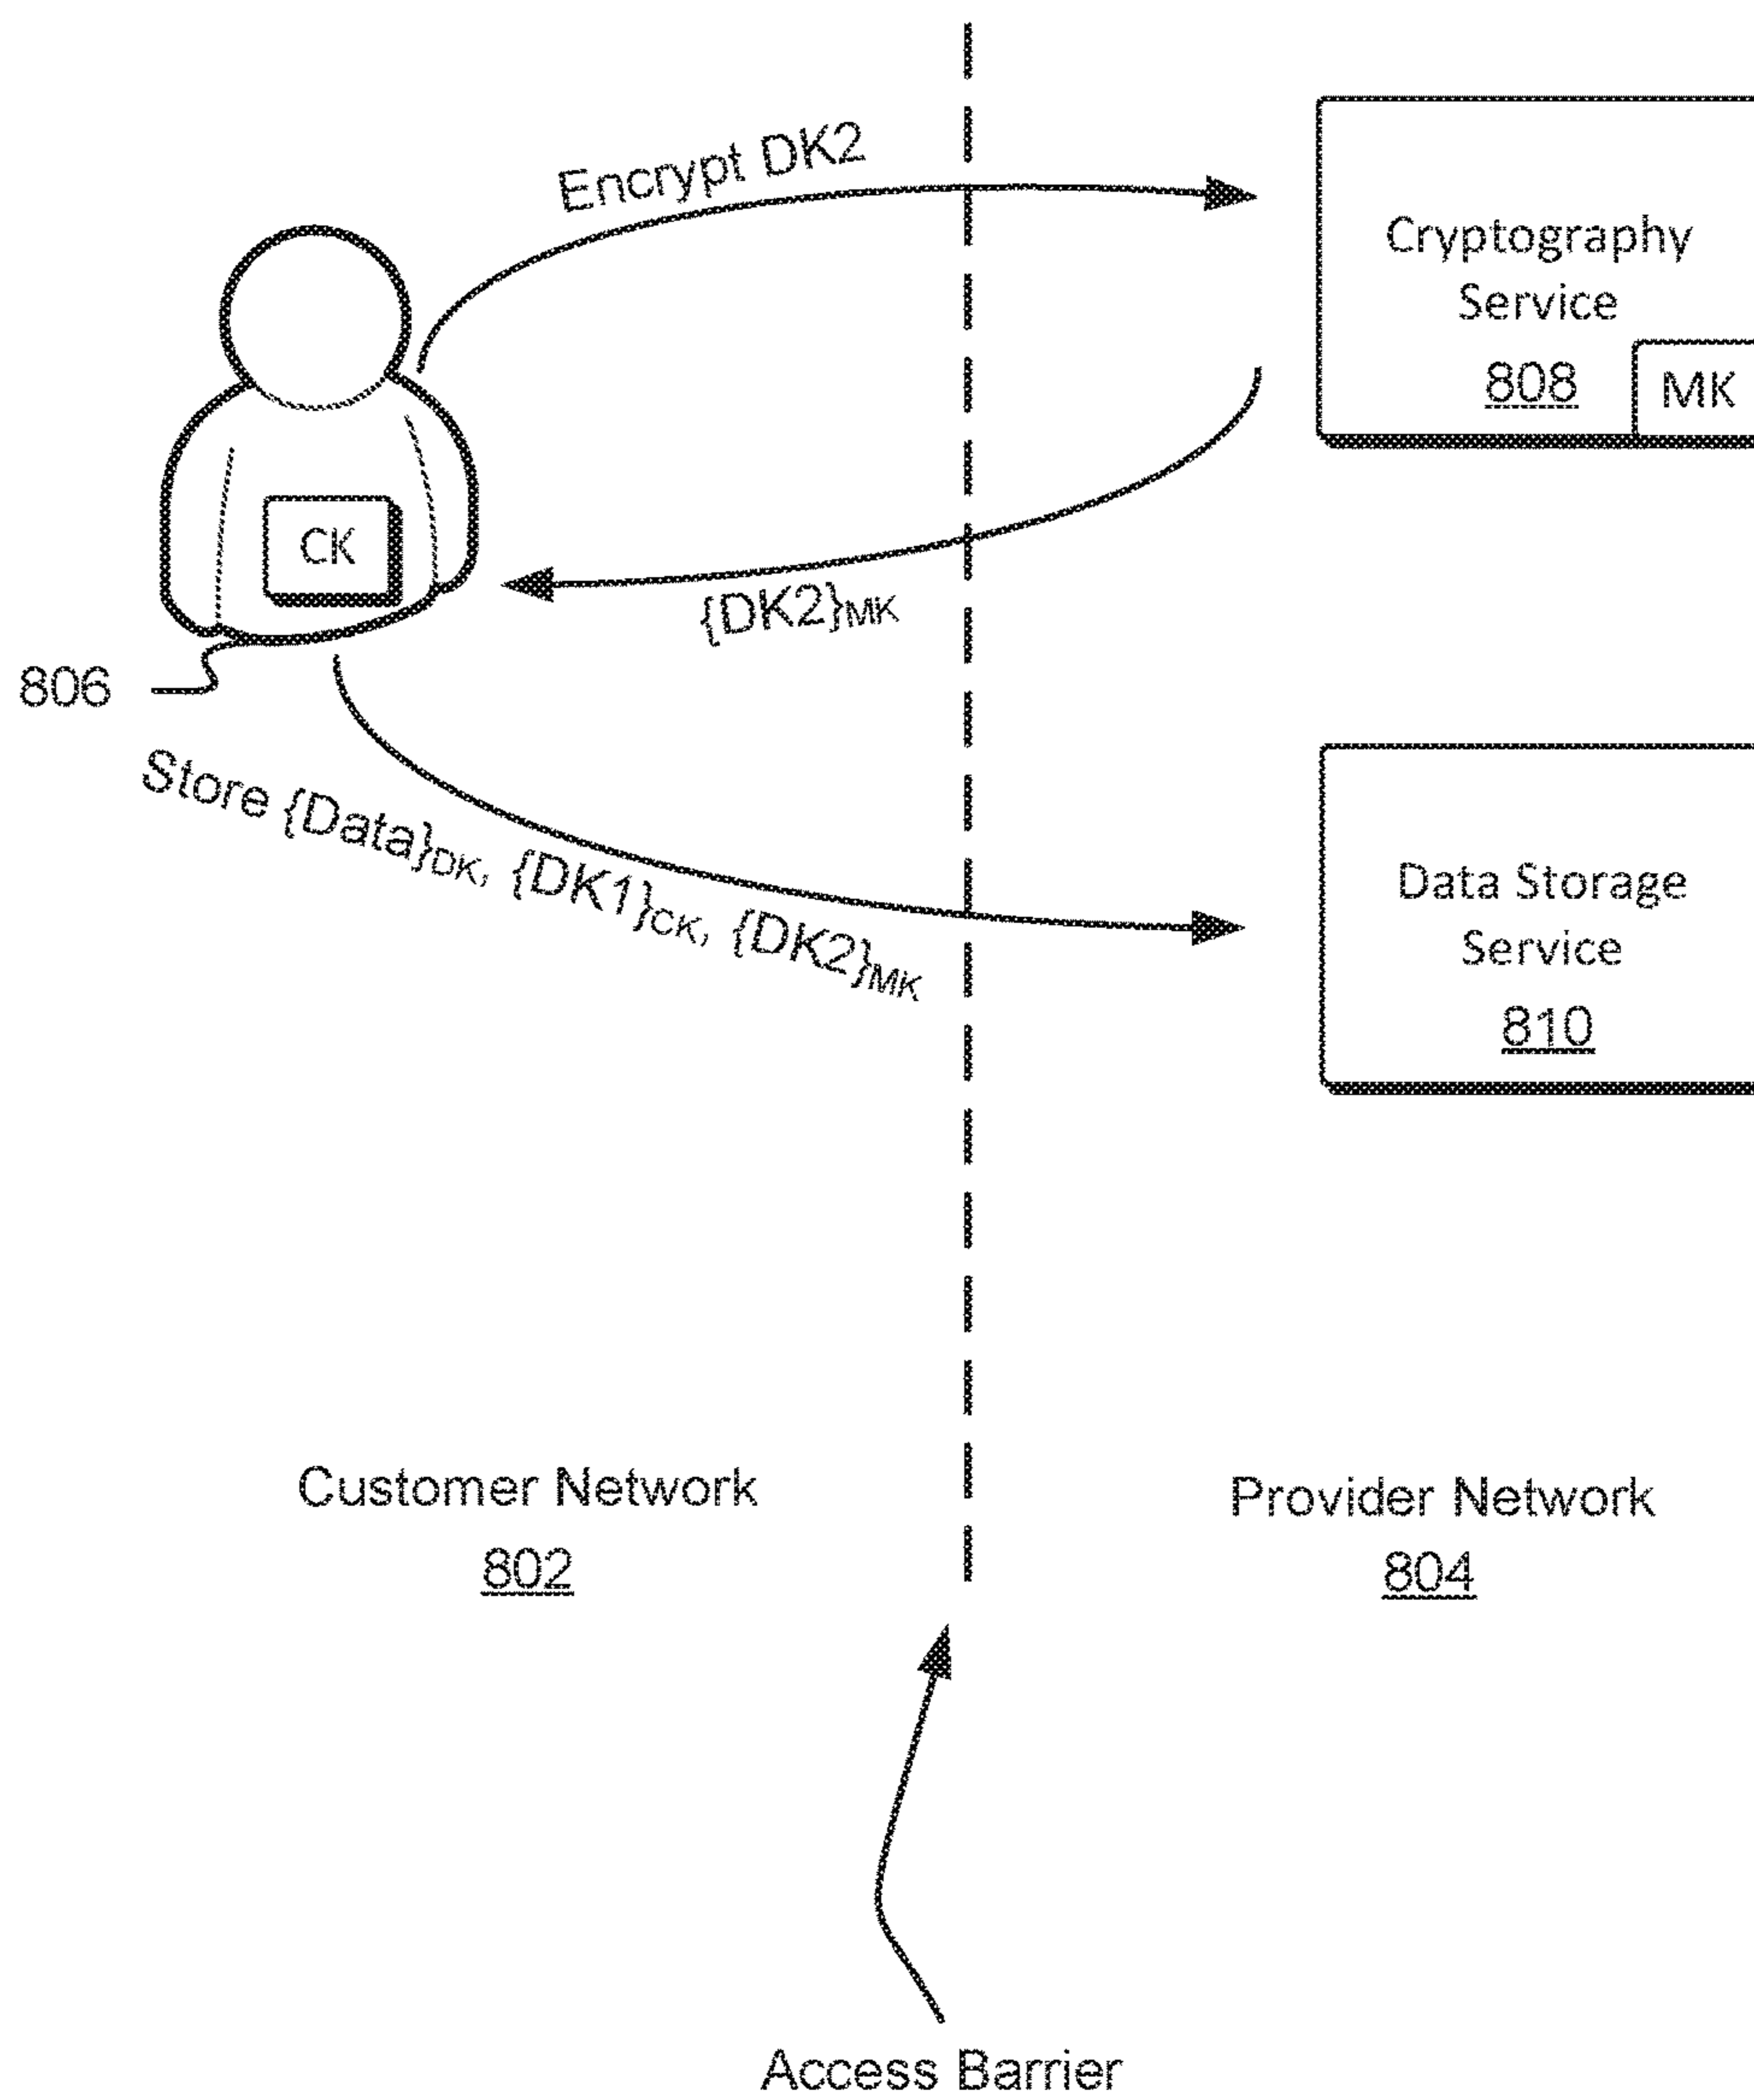 Encrypt DK2
Cryptography
Service
808
MK
CK
{DK2}MK
806
Store {Data}DK, {DK1}CK, {DK2}MK
Data Storage
Service
810
Customer Network
802
Provider Network
804
Access Barrier